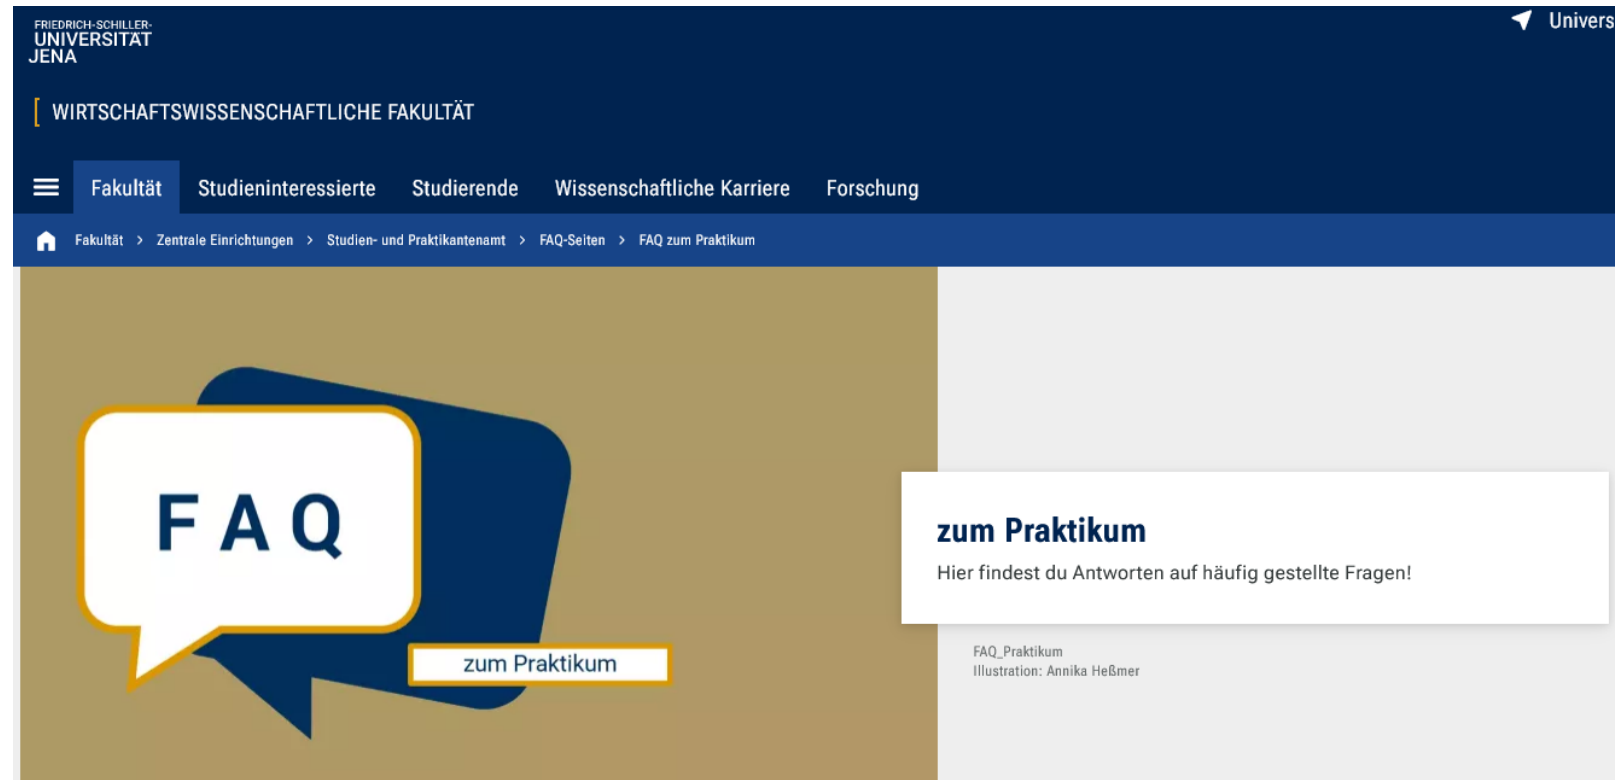 FRIEDRICH-SCHILLER-
UNIVERSITÄT
JENA
Univers
WIRTSCHAFTSWISSENSCHAFTLICHE FAKULTÄT
Fakultät Studieninteressierte Studierende Wissenschaftliche Karriere Forschung
Fakultät > Zentrale Einrichtungen > Studien- und Praktikantenamt > FAQ-Seiten > FAQ zum Praktikum
FAQ
zum Praktikum
zum Praktikum
Hier findest du Antworten auf häufig gestellte Fragen!
FAQ_Praktikum
Illustration: Annika Heßmer